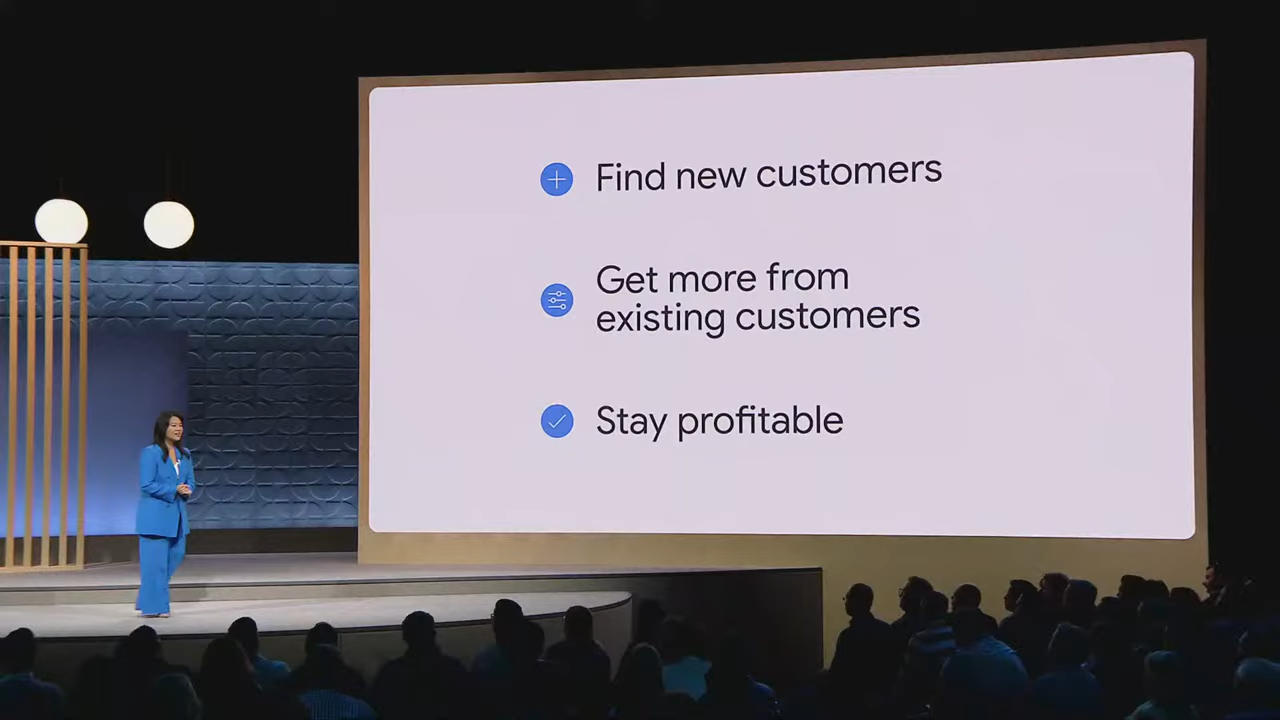 Find new customers
Get more from
existing customers
Stay profitable